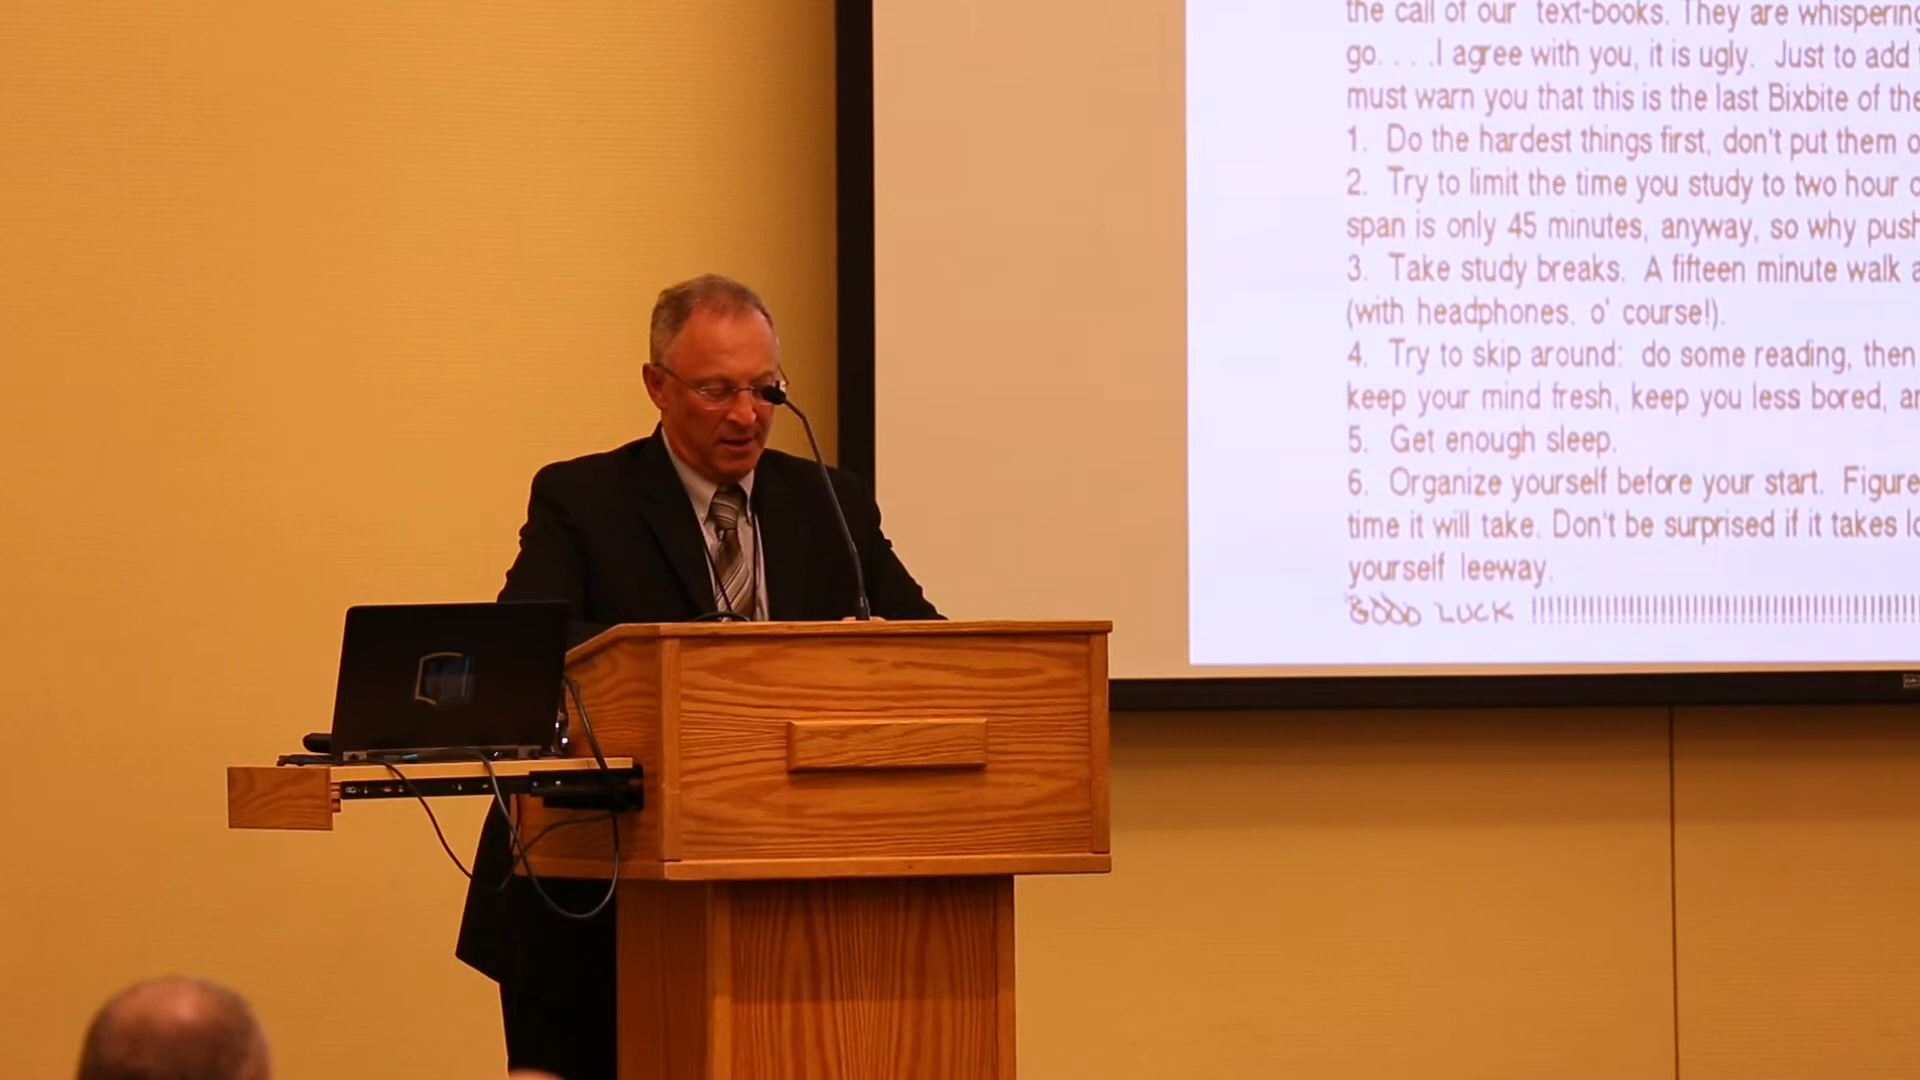 the call of our text-books. They are whispering
go. . . .I agree with you, it is ugly. Just to add
must warn you that this is the last Bixbite of the
1. Do the hardest things first, don't put them
2. Try to limit the time you study to two hour
span is only 45 minutes, anyway, so why push
3. Take study breaks. A fifteen minute walk
(with headphones, o' course!).
4. Try to skip around: do some reading, then
keep your mind fresh, keep you less bored,
5. Get enough sleep.
6. Organize yourself before your start. Figure
time it will take. Don't be surprised if it takes
yourself leeway.
GOOD LUCK !!!!!!!!!!!!!!!!!!!!!!!!!!!!!!!!!!!!!!!!!!!!!!!!